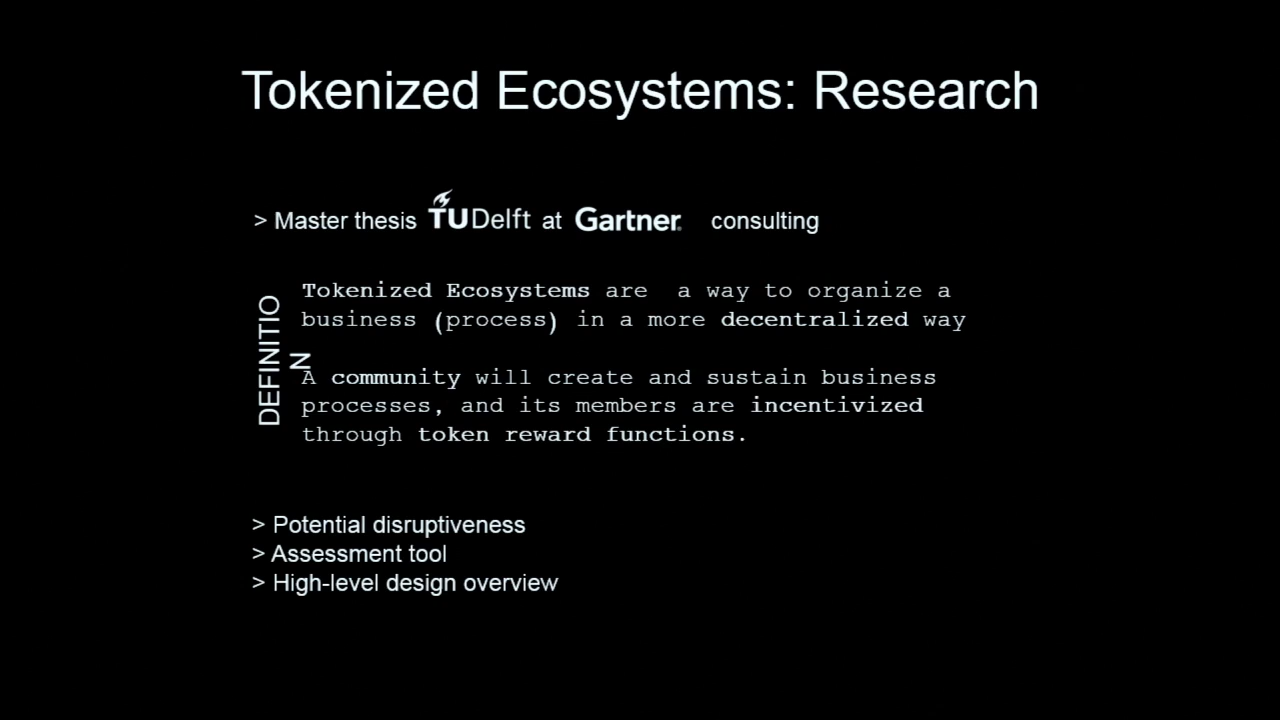 Tokenized Ecosystems: Research
> Master thesis TUDelft at Gartner. consulting
DEFINITIO
N
Tokenized Ecosystems are a way to organize a
business (process) in a more decentralized way
A community will create and sustain business
processes, and its members are incentivized
through token reward functions.
> Potential disruptiveness
> Assessment tool
> High-level design overview